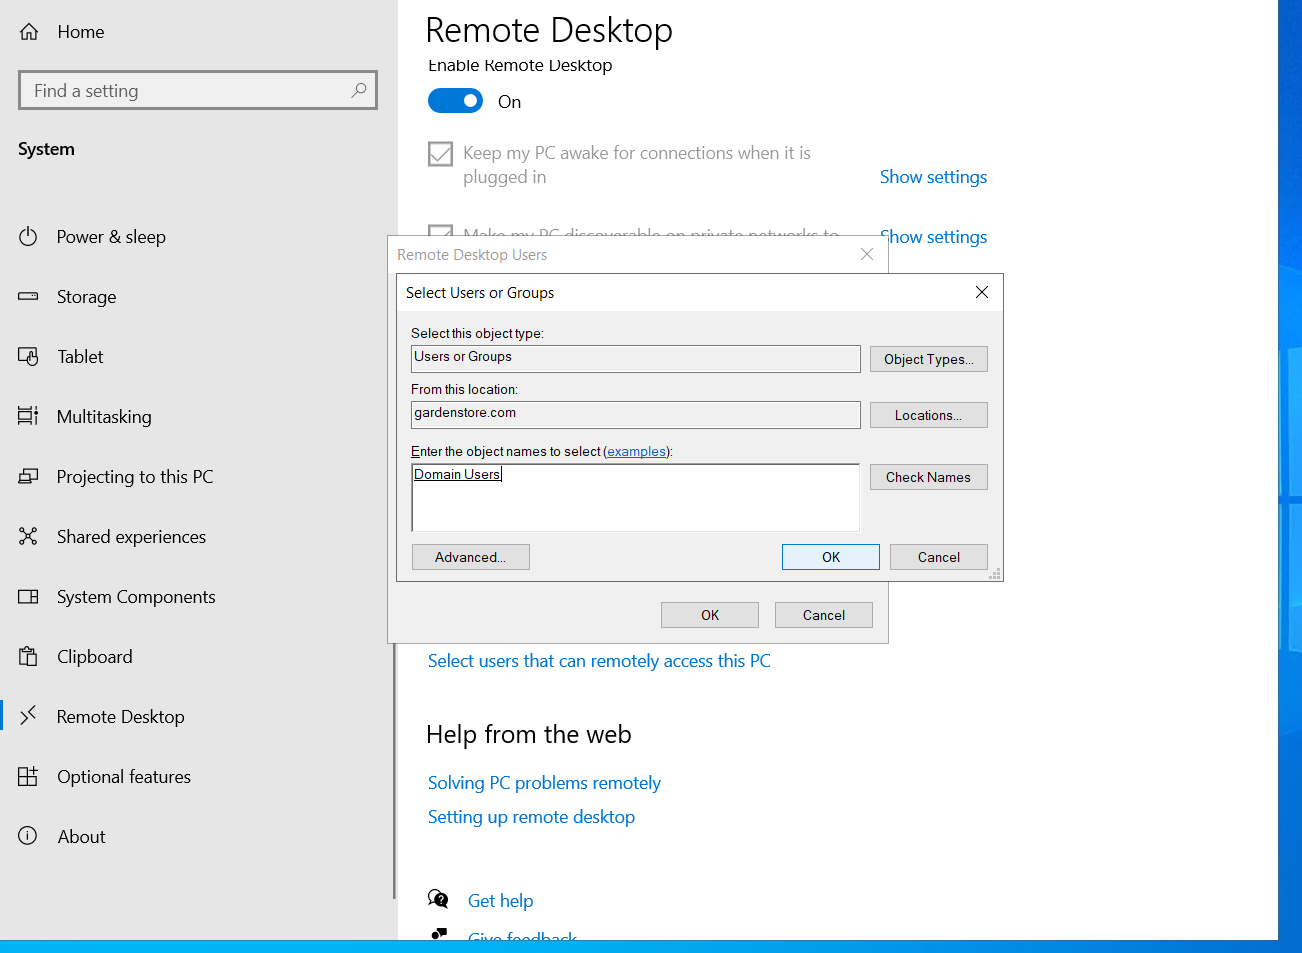 Home
Find a setting
System
Power & sleep
Storage
Tablet
Multitasking
Projecting to this PC
Shared experiences
System Components
Clipboard
Remote Desktop
Optional features
About
Remote Desktop
Enable Remote Desktop
On
Keep my PC awake for connections when it is
plugged in
Show settings
Make my PC discoverable on private networks to
Show settings
Remote Desktop Users
Select Users or Groups
Select this object type:
Users or Groups
Object Types...
From this location:
gardenstore.com
Locations...
Enter the object names to select (examples):
Domain Users
Check Names
Advanced...
OK
Cancel
OK
Cancel
Select users that can remotely access this PC
Help from the web
Solving PC problems remotely
Setting up remote desktop
Get help
Give feedback